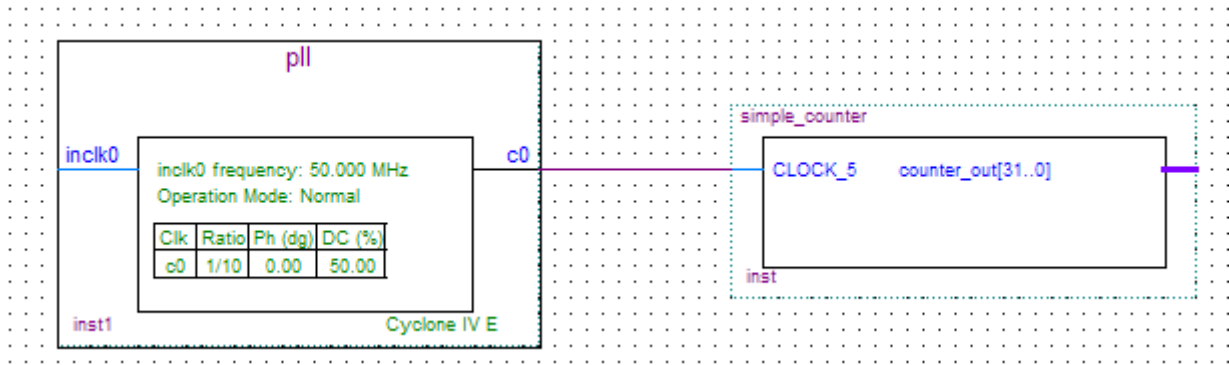 pll
inclk0
c0
inclk0 frequency: 50.000 MHz
Operation Mode: Normal
Clk Ratio Ph (dg) DC (%)
c0 1/10 0.00 50.00
inst1
Cyclone IV E
simple_counter
CLOCK_5 counter_out[31..0]
inst